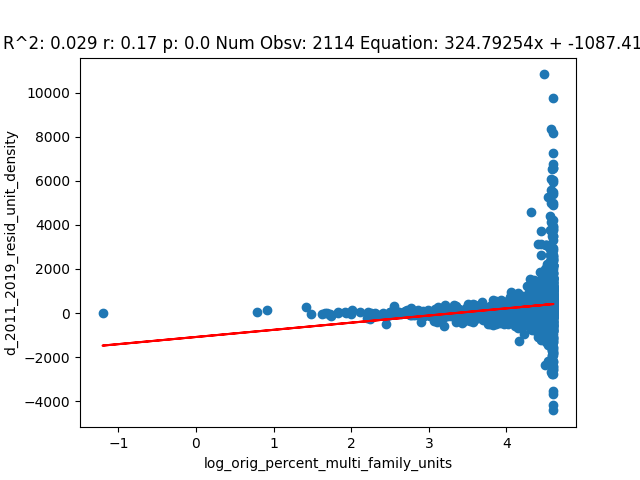 R^2: 0.029 r: 0.17 p: 0.0 Num Obsv: 2114 Equation: 324.79254x + -1087.41
10000
8000
6000
4000
2000
0
−2000
−4000
d_2011_2019_resid_unit_density
−1 0 1 2 3 4
log_orig_percent_multi_family_units